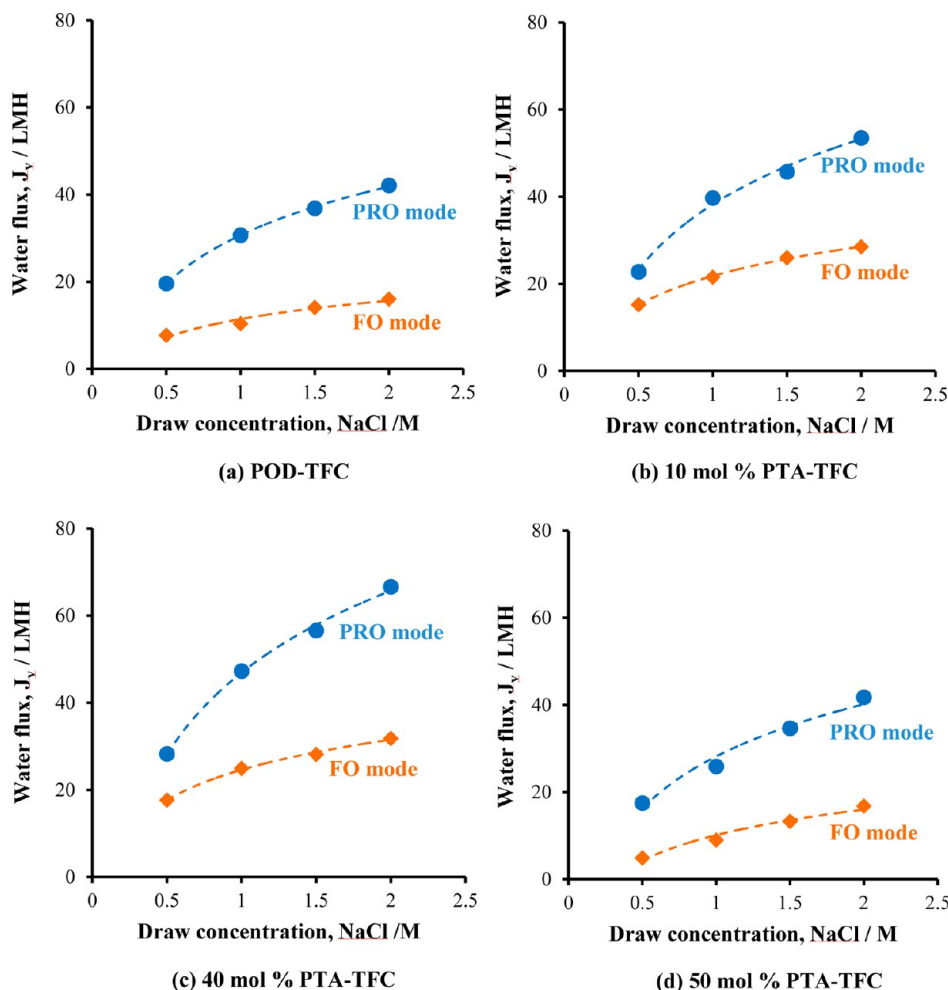 80
60
40
20
0
Water flux, Jv / LMH
PRO mode
FO mode
0 0.5 1 1.5 2 2.5
Draw concentration, NaCl /M
(a) POD-TFC
80
60
40
20
0
Water flux, Jv / LMH
PRO mode
FO mode
0 0.5 1 1.5 2 2.5
Draw concentration, NaCl / M
(b) 10 mol % PTA-TFC
80
60
40
20
0
Water flux, Jv / LMH
PRO mode
FO mode
0 0.5 1 1.5 2 2.5
Draw concentration, NaCl /M
(c) 40 mol % PTA-TFC
80
60
40
20
0
Water flux, Jv / LMH
PRO mode
FO mode
0 0.5 1 1.5 2 2.5
Draw concentration, NaCl / M
(d) 50 mol % PTA-TFC